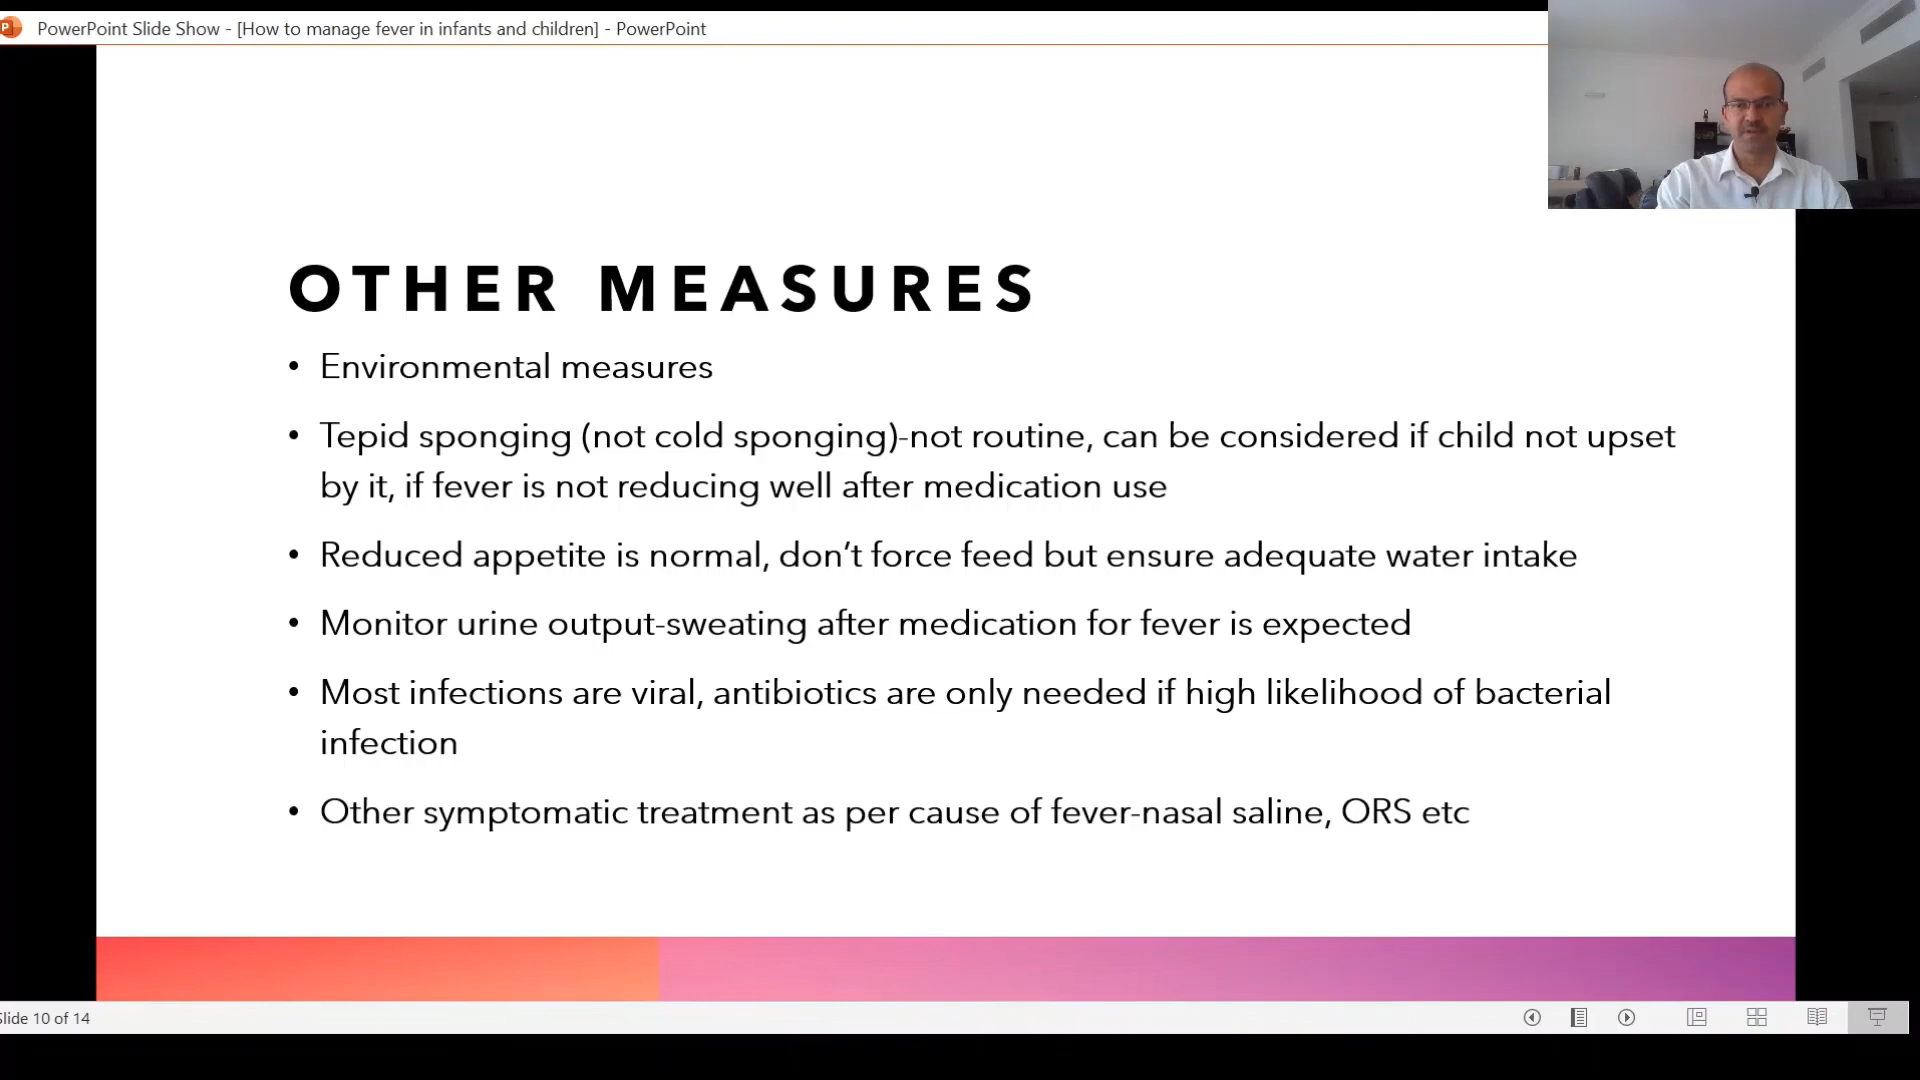 PowerPoint Slide Show - [How to manage fever in infants and children] - PowerPoint
OTHER MEASURES
• Environmental measures
• Tepid sponging (not cold sponging)-not routine, can be considered if child not upset
by it, if fever is not reducing well after medication use
• Reduced appetite is normal, don’t force feed but ensure adequate water intake
• Monitor urine output-sweating after medication for fever is expected
• Most infections are viral, antibiotics are only needed if high likelihood of bacterial
infection
• Other symptomatic treatment as per cause of fever-nasal saline, ORS etc
Slide 10 of 14